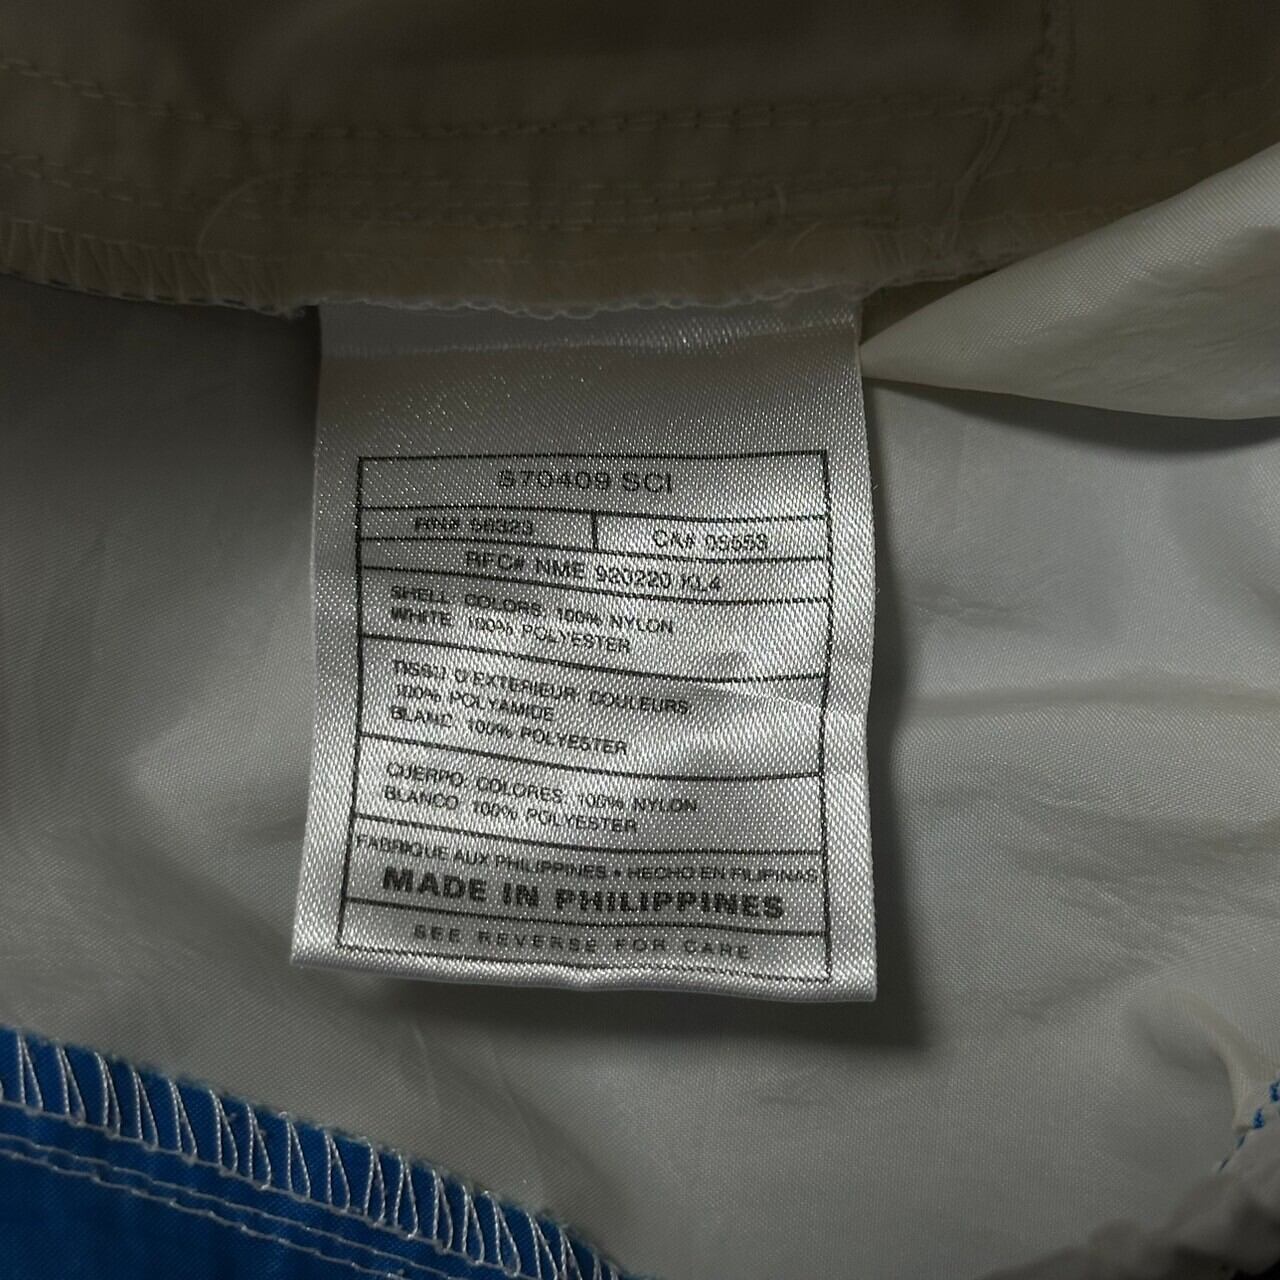 S70409 SCI
RN# 56323 CA# 05553
RFC# NME 920220 KL4
SHELL COLORS: 100% NYLON
WHITE 100% POLYESTER
TISSU D'EXTERIEUR COULEURS
100% POLYAMIDE
BLANC 100% POLYESTER
CUERPO: COLORES 100% NYLON
BLANCO 100% POLYESTER
FABRIQUE AUX PHILIPPINES • HECHO EN FILIPINAS
MADE IN PHILIPPINES
SEE REVERSE FOR CARE